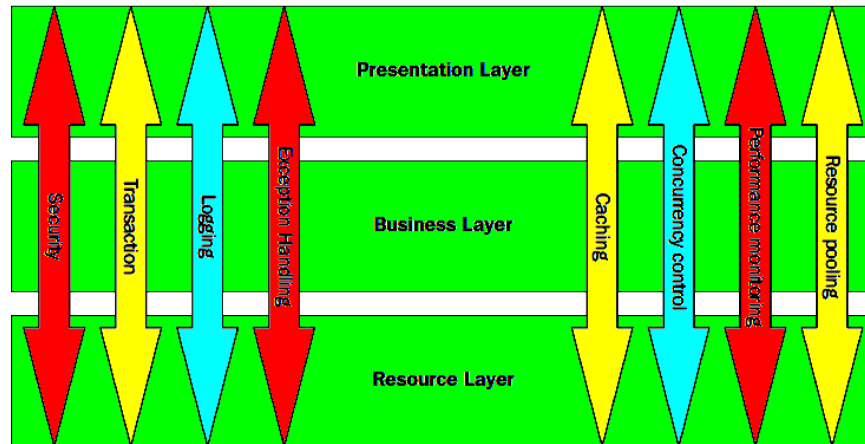 Presentation Layer
Security
Transaction
Logging
Exception Handling
Business Layer
Caching
Concurrency control
Performance monitoring
Resource pooling
Resource Layer